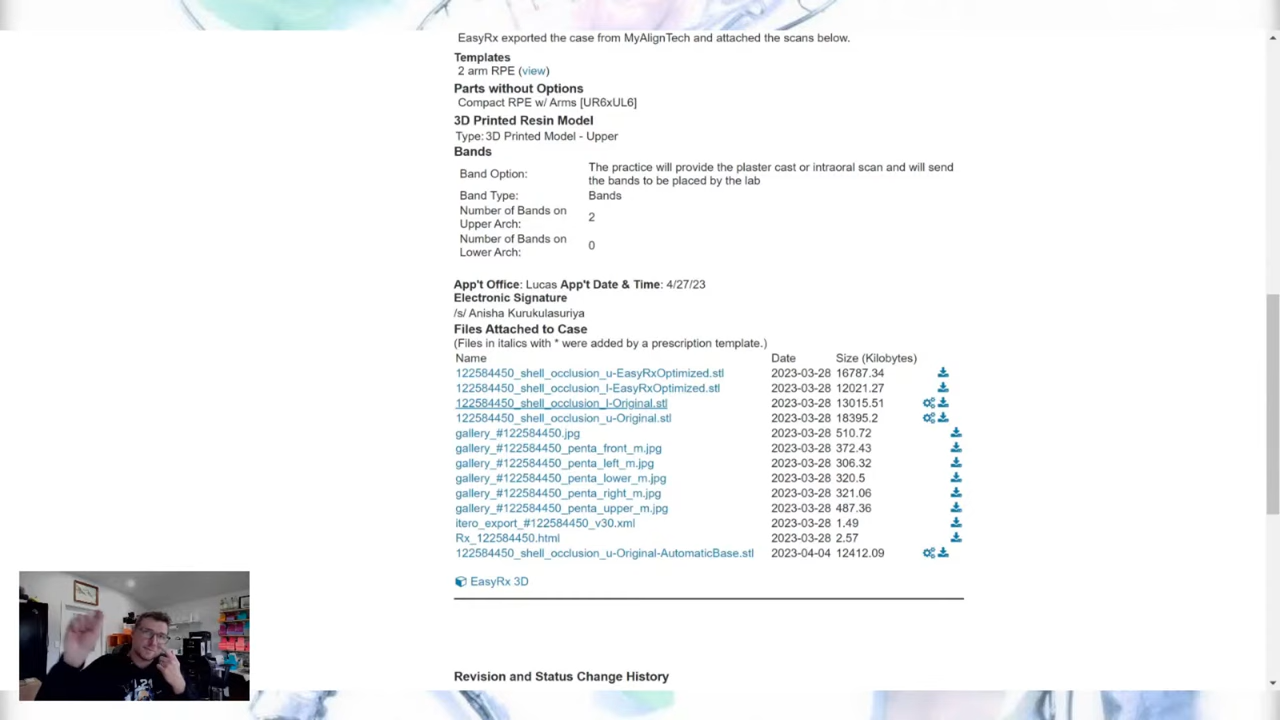 EasyRx exported the case from MyAlignTech and attached the scans below.
Templates
2 arm RPE (view)
Parts without Options
Compact RPE w/ Arms [UR6xUL6]
3D Printed Resin Model
Type: 3D Printed Model - Upper
Bands
Band Option: The practice will provide the plaster cast or intraoral scan and will send
the bands to be placed by the lab
Band Type: Bands
Number of Bands on
Upper Arch: 2
Number of Bands on
Lower Arch: 0
App't Office: Lucas App't Date & Time: 4/27/23
Electronic Signature
/s/ Anisha Kurukulasuriya
Files Attached to Case
(Files in italics with * were added by a prescription template.)
Name Date Size (Kilobytes)
122584450_shell_occlusion_u-EasyRxOptimized.stl 2023-03-28 16787.34
122584450_shell_occlusion_l-EasyRxOptimized.stl 2023-03-28 12021.27
122584450_shell_occlusion_l-Original.stl 2023-03-28 13015.51
122584450_shell_occlusion_u-Original.stl 2023-03-28 18395.2
gallery_#122584450.jpg 2023-03-28 510.72
gallery_#122584450_penta_front_m.jpg 2023-03-28 372.43
gallery_#122584450_penta_left_m.jpg 2023-03-28 306.32
gallery_#122584450_penta_lower_m.jpg 2023-03-28 320.5
gallery_#122584450_penta_right_m.jpg 2023-03-28 321.06
gallery_#122584450_penta_upper_m.jpg 2023-03-28 487.36
itero_export_#122584450_v30.xml 2023-03-28 1.49
Rx_122584450.html 2023-03-28 2.57
122584450_shell_occlusion_u-Original-AutomaticBase.stl 2023-04-04 12412.09
EasyRx 3D
Revision and Status Change History